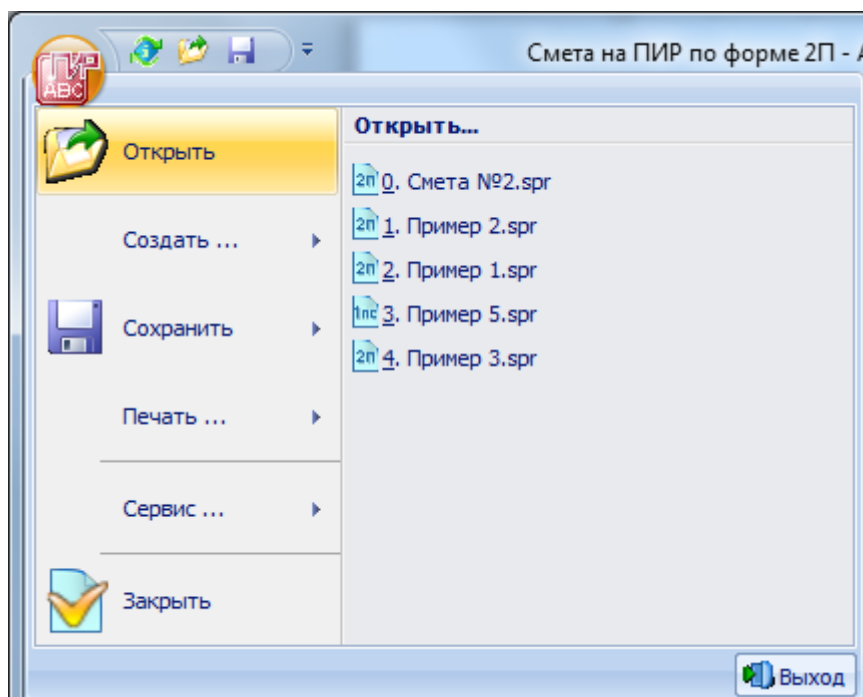 Смета на ПИР по форме 2П - А
ПИР
АВС
Открыть
Создать ...
Сохранить
Печать ...
Сервис ...
Закрыть
Открыть...
2п 0. Смета №2.spr
2п 1. Пример 2.spr
2п 2. Пример 1.spr
1пс 3. Пример 5.spr
2п 4. Пример 3.spr
Выход